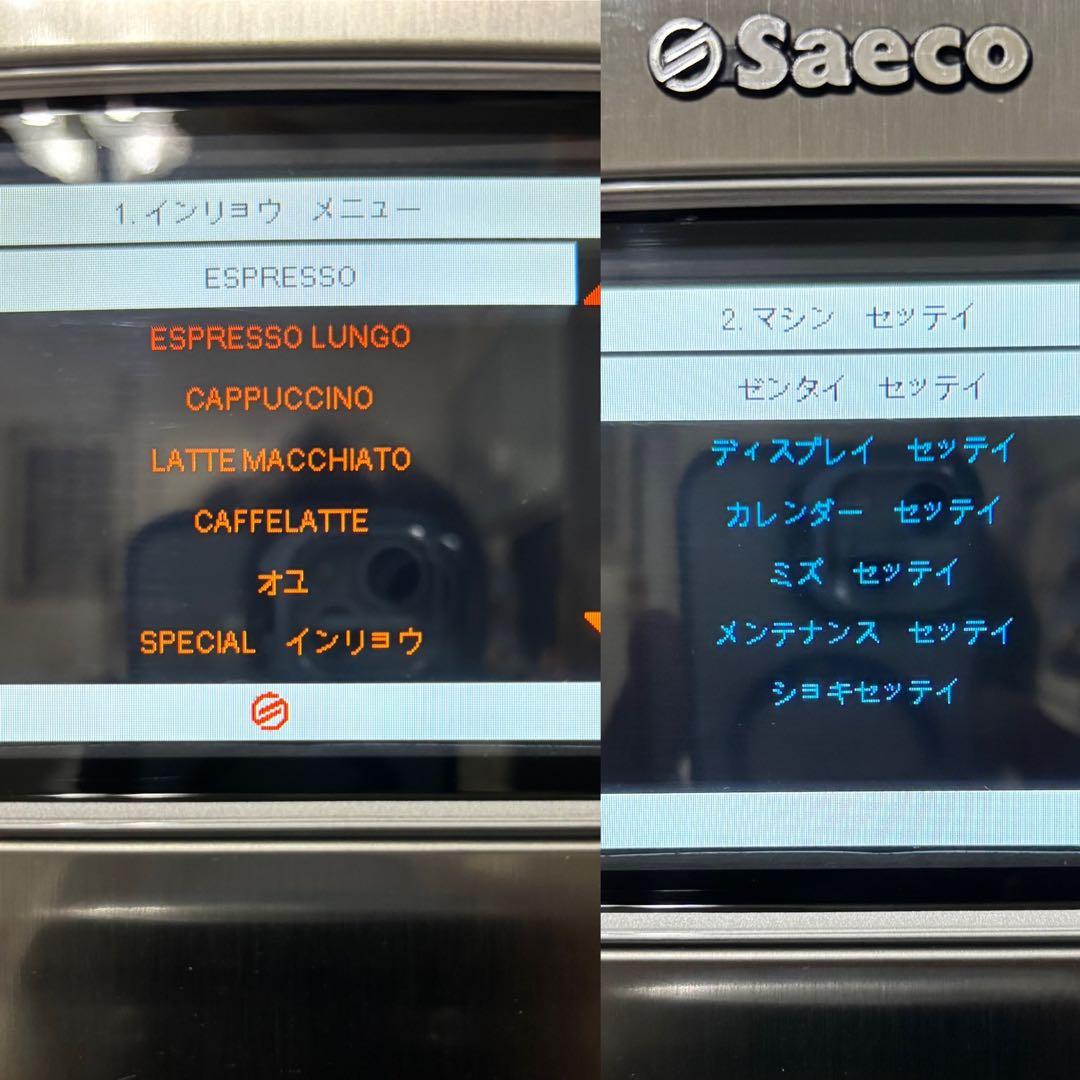 1.インリョウ メニュー
ESPRESSO
ESPRESSO LUNGO
CAPPUCCINO
LATTE MACCHIATO
CAFFELATTE
オユ
SPECIAL インリョウ
Saeco
2.マシン セッテイ
ゼンタイ セッテイ
ディスプレイ セッテイ
カレンダー セッテイ
ミズ セッテイ
メンテナンス セッテイ
ショキセッテイ